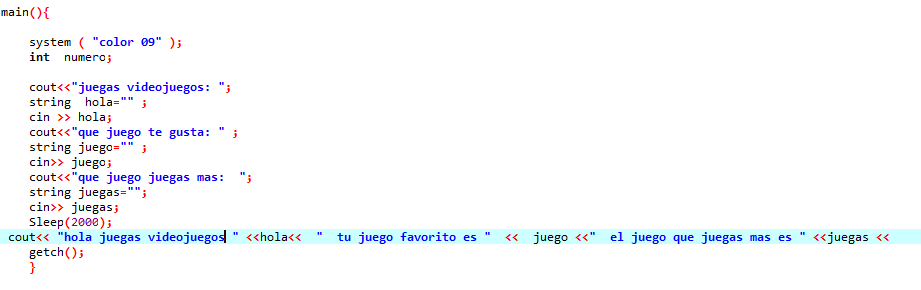 main(){
system ( "color 09" );
int  numero;
cout<<"juegas videojuegos: ";
string  hola="" ;
cin >> hola;
cout<<"que juego te gusta: " ;
string juego="" ;
cin>> juego;
cout<<"que juego juegas mas:  ";
string juegas="";
cin>> juegas;
Sleep(2000);
cout<< "hola juegas videojuegos " <<hola<<  "  tu juego favorito es "  <<  juego <<"  el juego que juegas mas es " <<juegas <<
getch();
}